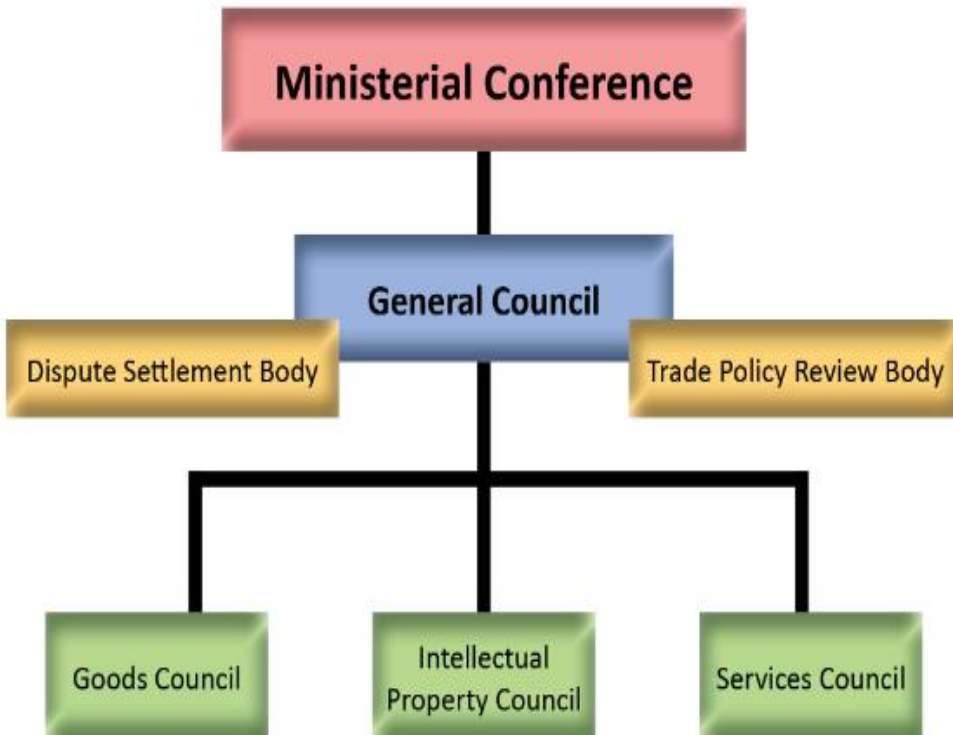 Ministerial Conference
General Council
Dispute Settlement Body
Trade Policy Review Body
Goods Council
Intellectual
Property Council
Services Council